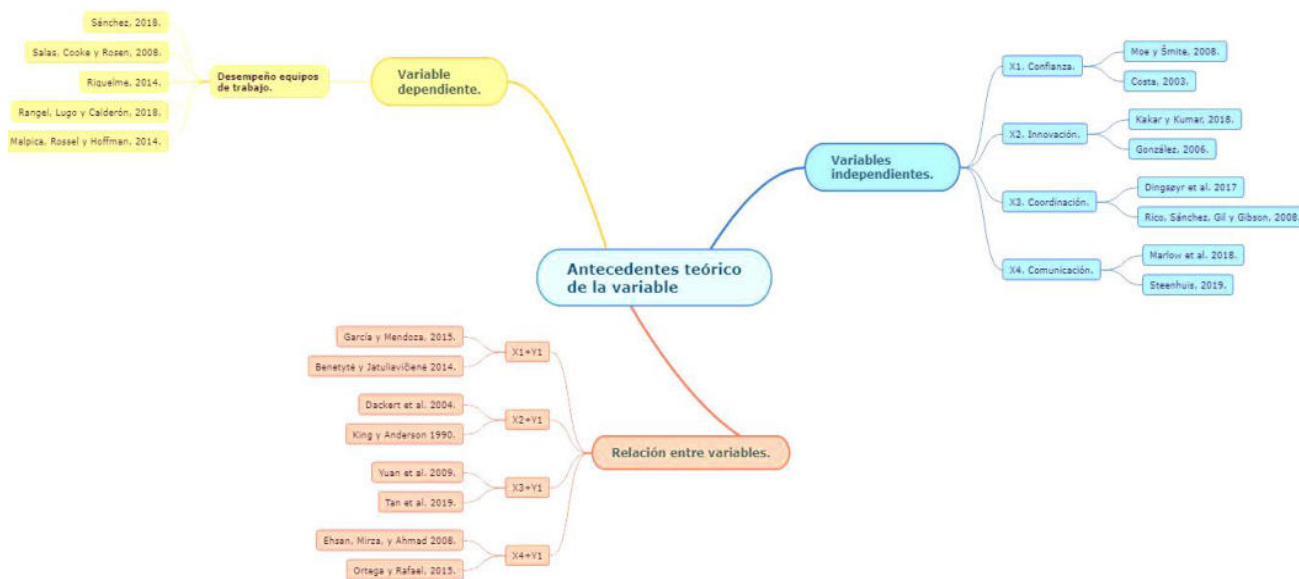 Antecedentes teórico
de la variable
Variable
dependiente.
Desempeño equipos
de trabajo.
Sánchez, 2018.
Salas, Cooke y Rosen, 2008.
Riquelme, 2014.
Rangel, Lugo y Calderón, 2018.
Malpica, Rossel y Hoffman, 2014.
Variables
independientes.
X1. Confianza.
Moe y Šmite, 2008.
Costa, 2003.
X2. Innovación.
Kakar y Kumar, 2018.
González, 2006.
X3. Coordinación.
Dingsøyr et al. 2017
Rico, Sánchez, Gil y Gibson, 2008.
X4. Comunicación.
Marlow et al. 2018.
Steenhuis, 2019.
Relación entre variables.
X1+Y1
García y Mendoza, 2015.
Benetytė y Jatuliavičienė 2014.
X2+Y1
Dackert et al. 2004.
King y Anderson 1990.
X3+Y1
Yuan et al. 2009.
Tan et al. 2019.
X4+Y1
Ehsan, Mirza, y Ahmad 2008.
Ortega y Rafael, 2015.